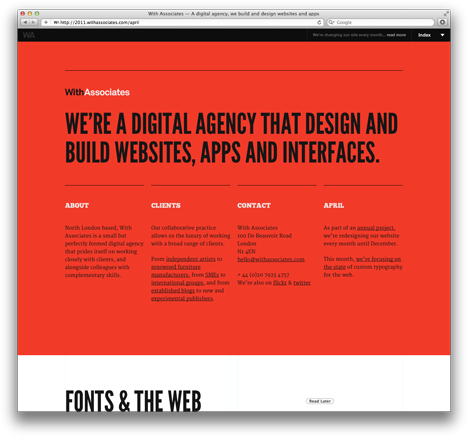 With Associates — A digital agency, we build and design websites and apps
http://2011.withassociates.com/april
Google
WA
We're changing our site every month... read more
Index
WithAssociates
WE'RE A DIGITAL AGENCY THAT DESIGN AND
BUILD WEBSITES, APPS AND INTERFACES.
ABOUT
North London based, With
Associates is a small but
perfectly formed digital agency
that prides itself on working
closely with clients, and
alongside colleagues with
complementary skills.
CLIENTS
Our collaborative practice
allows us the luxury of working
with a broad range of clients.
From independent artists to
renowned furniture
manufacturers, from SMEs to
international groups, and from
established blogs to new and
experimental publishers.
CONTACT
With Associates
100 De Beauvoir Road
London
N1 4EN
hello@withassociates.com
+ 44 (0)20 7923 4757
We're also on flickr & twitter
APRIL
As part of an annual project,
we're redesigning our website
every month until December.
This month, we're focusing on
the state of custom typography
for the web.
FONTS & THE WEB
Read Later